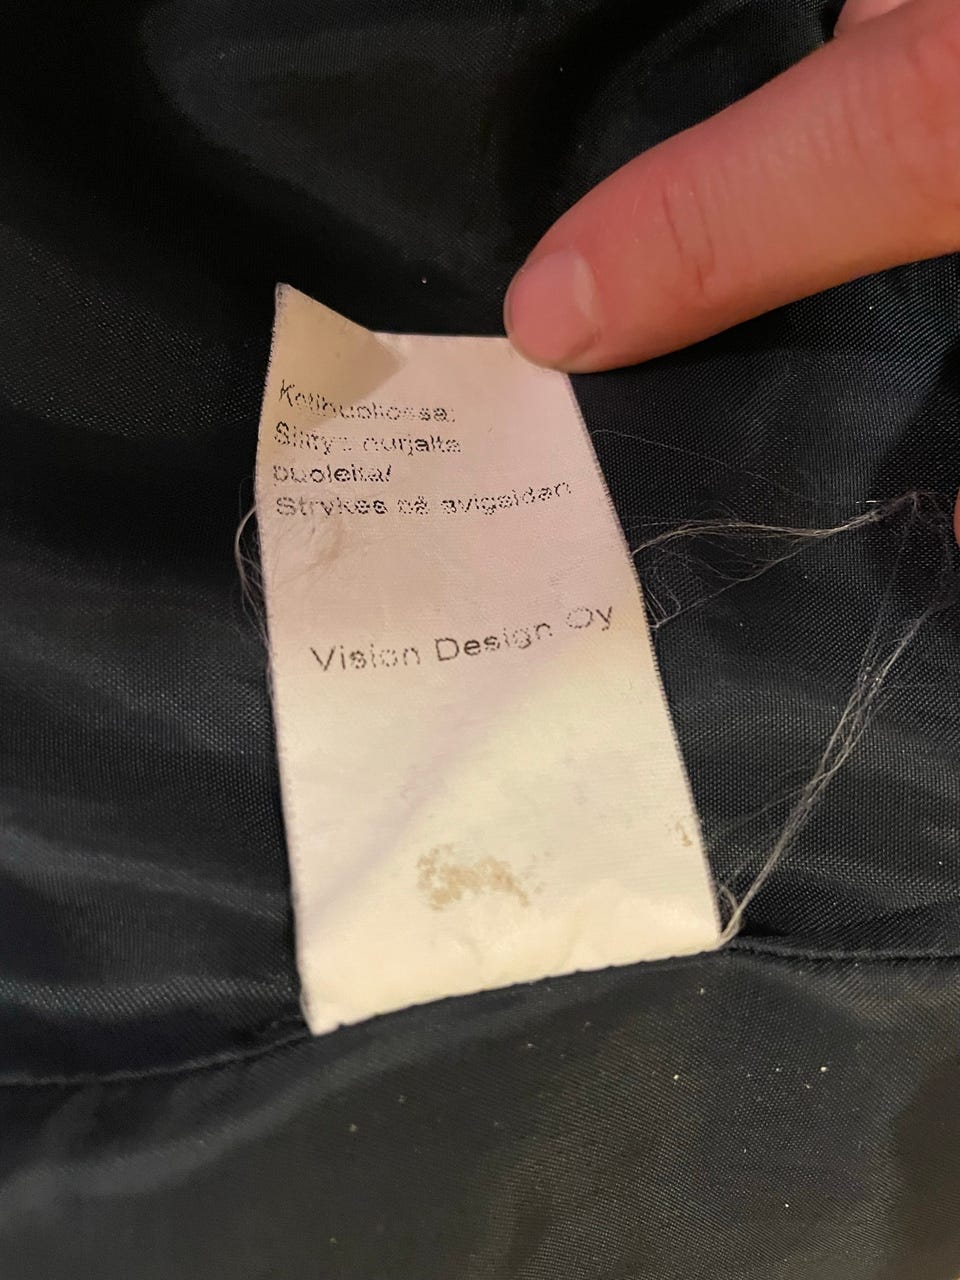 Kotihuollossa:
Silitys nurjalta
puolelta/
Strykes på avigsidan
Vision Design Oy